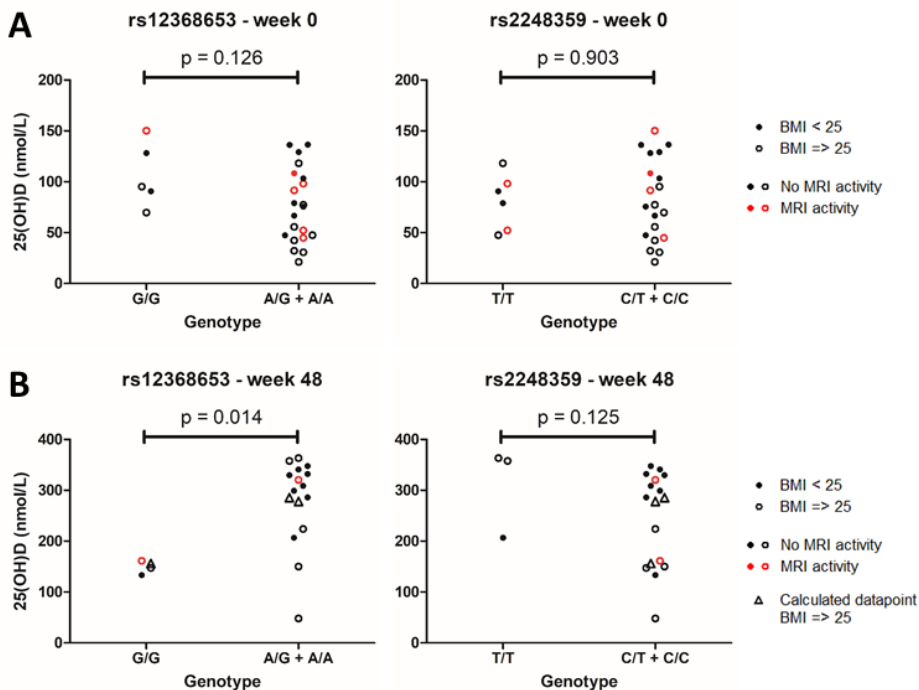 A
rs12368653 - week 0
p = 0.126
200
150
100
50
0
25(OH)D (nmol/L)
G/G
A/G + A/A
Genotype
rs2248359 - week 0
p = 0.903
200
150
100
50
0
T/T
C/T + C/C
Genotype
BMI < 25
BMI => 25
No MRI activity
MRI activity
B
rs12368653 - week 48
p = 0.014
400
300
200
100
0
25(OH)D (nmol/L)
G/G
A/G + A/A
Genotype
rs2248359 - week 48
p = 0.125
400
300
200
100
0
T/T
C/T + C/C
Genotype
BMI < 25
BMI => 25
No MRI activity
MRI activity
Calculated datapoint
BMI => 25